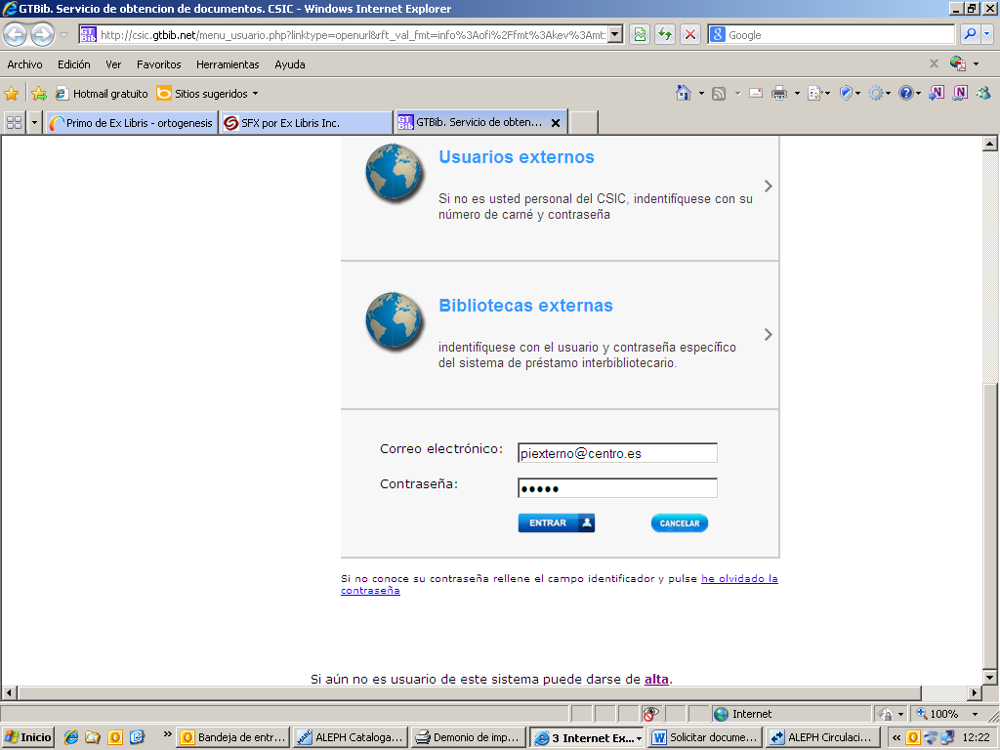 GTBib. Servicio de obtencion de documentos. CSIC - Windows Internet Explorer
http://csic.gtbib.net/menu_usuario.php?linktype=openurl&rft_val_fmt=info%3Aofi%2Ffmt%3Akev%3Amt:
Google
Archivo Edición Ver Favoritos Herramientas Ayuda
Hotmail gratuito Sitios sugeridos
Primo de Ex Libris - ortogenesis
SFX por Ex Libris Inc.
GTBib. Servicio de obten...
Usuarios externos
Si no es usted personal del CSIC, indentifíquese con su
número de carné y contraseña
Bibliotecas externas
indentifíquese con el usuario y contraseña específico
del sistema de préstamo interbibliotecario.
Correo electrónico: piexterno@centro.es
Contraseña: •••••
ENTRAR CANCELAR
Si no conoce su contraseña rellene el campo identificador y pulse he olvidado la
contraseña
Si aún no es usuario de este sistema puede darse de alta.
Internet 100%
Inicio » Bandeja de entr... ALEPH Cataloga... Demonio de imp... 3 Internet Ex... Solicitar docume... ALEPH Circulaci... « 12:22